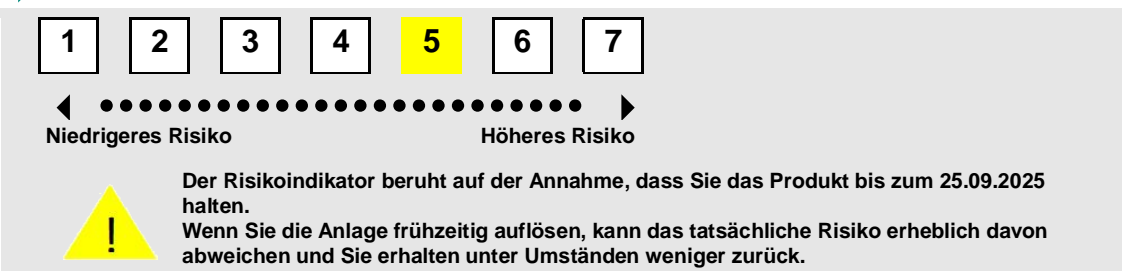 1 2 3 4 5 6 7
Niedrigeres Risiko Höheres Risiko
Der Risikoindikator beruht auf der Annahme, dass Sie das Produkt bis zum 25.09.2025
halten.
Wenn Sie die Anlage frühzeitig auflösen, kann das tatsächliche Risiko erheblich davon
! abweichen und Sie erhalten unter Umständen weniger zurück.